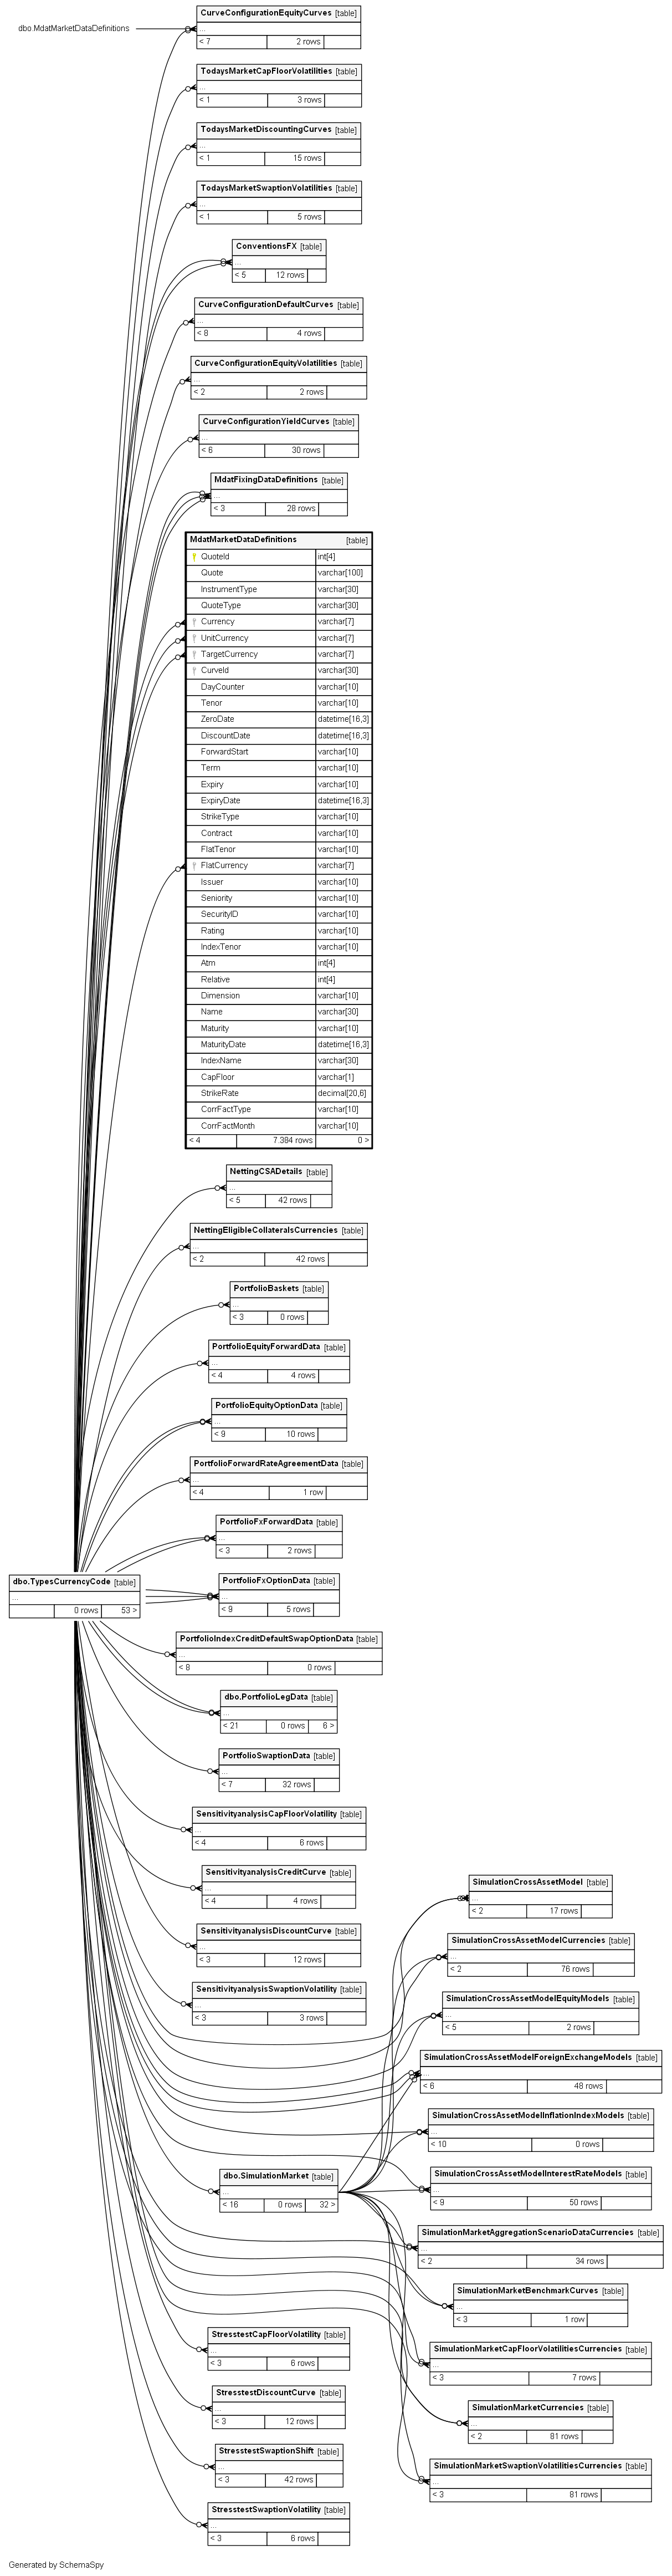 dbo.MdatMarketDataDefinitions
CurveConfigurationEquityCurves [table]
...
< 7 2 rows
TodaysMarketCapFloorVolatilities [table]
...
< 1 3 rows
TodaysMarketDiscountingCurves [table]
...
< 1 15 rows
TodaysMarketSwaptionVolatilities [table]
...
< 1 5 rows
ConventionsFX [table]
...
< 5 12 rows
CurveConfigurationDefaultCurves [table]
...
< 8 4 rows
CurveConfigurationEquityVolatilities [table]
...
< 2 2 rows
CurveConfigurationYieldCurves [table]
...
< 6 30 rows
MdatFixingDataDefinitions [table]
...
< 3 28 rows
MdatMarketDataDefinitions [table]
QuoteId int[4]
Quote varchar[100]
InstrumentType varchar[30]
QuoteType varchar[30]
Currency varchar[7]
UnitCurrency varchar[7]
TargetCurrency varchar[7]
CurveId varchar[30]
DayCounter varchar[10]
Tenor varchar[10]
ZeroDate datetime[16,3]
DiscountDate datetime[16,3]
ForwardStart varchar[10]
Term varchar[10]
Expiry varchar[10]
ExpiryDate datetime[16,3]
StrikeType varchar[10]
Contract varchar[10]
FlatTenor varchar[10]
FlatCurrency varchar[7]
Issuer varchar[10]
Seniority varchar[10]
SecurityID varchar[10]
Rating varchar[10]
IndexTenor varchar[10]
Atm int[4]
Relative int[4]
Dimension varchar[10]
Name varchar[30]
Maturity varchar[10]
MaturityDate datetime[16,3]
IndexName varchar[30]
CapFloor varchar[1]
StrikeRate decimal[20,6]
CorrFactType varchar[10]
CorrFactMonth varchar[10]
< 4 7.384 rows 0 >
NettingCSADetails [table]
...
< 5 42 rows
NettingEligibleCollateralsCurrencies [table]
...
< 2 42 rows
PortfolioBaskets [table]
...
< 3 0 rows
PortfolioEquityForwardData [table]
...
< 4 4 rows
PortfolioEquityOptionData [table]
...
< 9 10 rows
PortfolioForwardRateAgreementData [table]
...
< 4 1 row
PortfolioFxForwardData [table]
...
< 3 2 rows
dbo.TypesCurrencyCode [table]
...
0 rows 53 >
PortfolioFxOptionData [table]
...
< 9 5 rows
PortfolioIndexCreditDefaultSwapOptionData [table]
...
< 8 0 rows
dbo.PortfolioLegData [table]
...
< 21 0 rows 6 >
PortfolioSwaptionData [table]
...
< 7 32 rows
SensitivityanalysisCapFloorVolatility [table]
...
< 4 6 rows
SensitivityanalysisCreditCurve [table]
...
< 4 4 rows
SimulationCrossAssetModel [table]
...
< 2 17 rows
SensitivityanalysisDiscountCurve [table]
...
< 3 12 rows
SimulationCrossAssetModelCurrencies [table]
...
< 2 76 rows
SensitivityanalysisSwaptionVolatility [table]
...
< 3 3 rows
SimulationCrossAssetModelEquityModels [table]
...
< 5 2 rows
SimulationCrossAssetModelForeignExchangeModels [table]
...
< 6 48 rows
SimulationCrossAssetModelInflationIndexModels [table]
...
< 10 0 rows
dbo.SimulationMarket [table]
...
< 16 0 rows 32 >
SimulationCrossAssetModelInterestRateModels [table]
...
< 9 50 rows
SimulationMarketAggregationScenarioDataCurrencies [table]
...
< 2 34 rows
SimulationMarketBenchmarkCurves [table]
...
< 3 1 row
StresstestCapFloorVolatility [table]
...
< 3 6 rows
SimulationMarketCapFloorVolatilitiesCurrencies [table]
...
< 3 7 rows
StresstestDiscountCurve [table]
...
< 3 12 rows
SimulationMarketCurrencies [table]
...
< 2 81 rows
StresstestSwaptionShift [table]
...
< 3 42 rows
SimulationMarketSwaptionVolatilitiesCurrencies [table]
...
< 3 81 rows
StresstestSwaptionVolatility [table]
...
< 3 6 rows
Generated by SchemaSpy